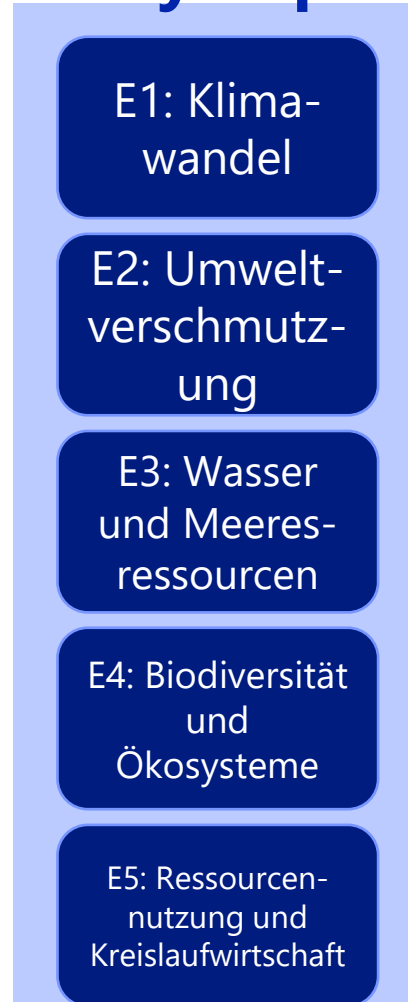 E1: Klima-
wandel
E2: Umwelt-
verschmutz-
ung
E3: Wasser
und Meeres-
ressourcen
E4: Biodiversität
und
Ökosysteme
E5: Ressourcen-
nutzung und
Kreislaufwirtschaft